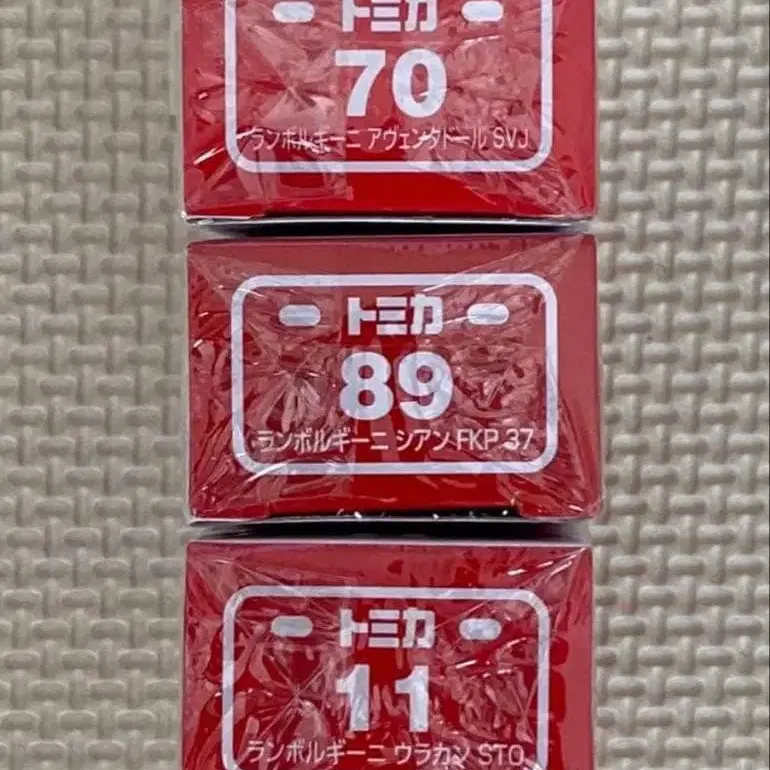 トミカ
70
ランボルギーニ アヴェンタドール SVJ
トミカ
89
ランボルギーニ シアン FKP 37
トミカ
11
ランボルギーニ ウラカン STO